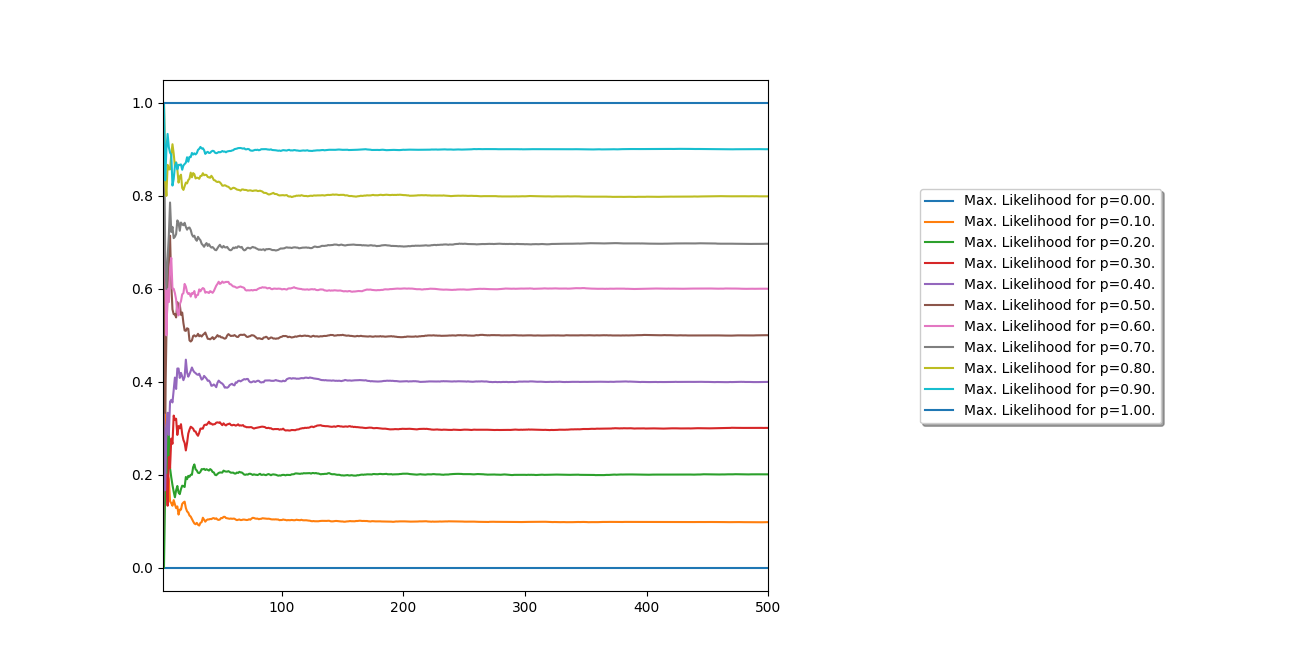 1.0
0.8
0.6
0.4
0.2
0.0
100
200
300
400
500
Max. Likelihood for p=0.00.
Max. Likelihood for p=0.10.
Max. Likelihood for p=0.20.
Max. Likelihood for p=0.30.
Max. Likelihood for p=0.40.
Max. Likelihood for p=0.50.
Max. Likelihood for p=0.60.
Max. Likelihood for p=0.70.
Max. Likelihood for p=0.80.
Max. Likelihood for p=0.90.
Max. Likelihood for p=1.00.